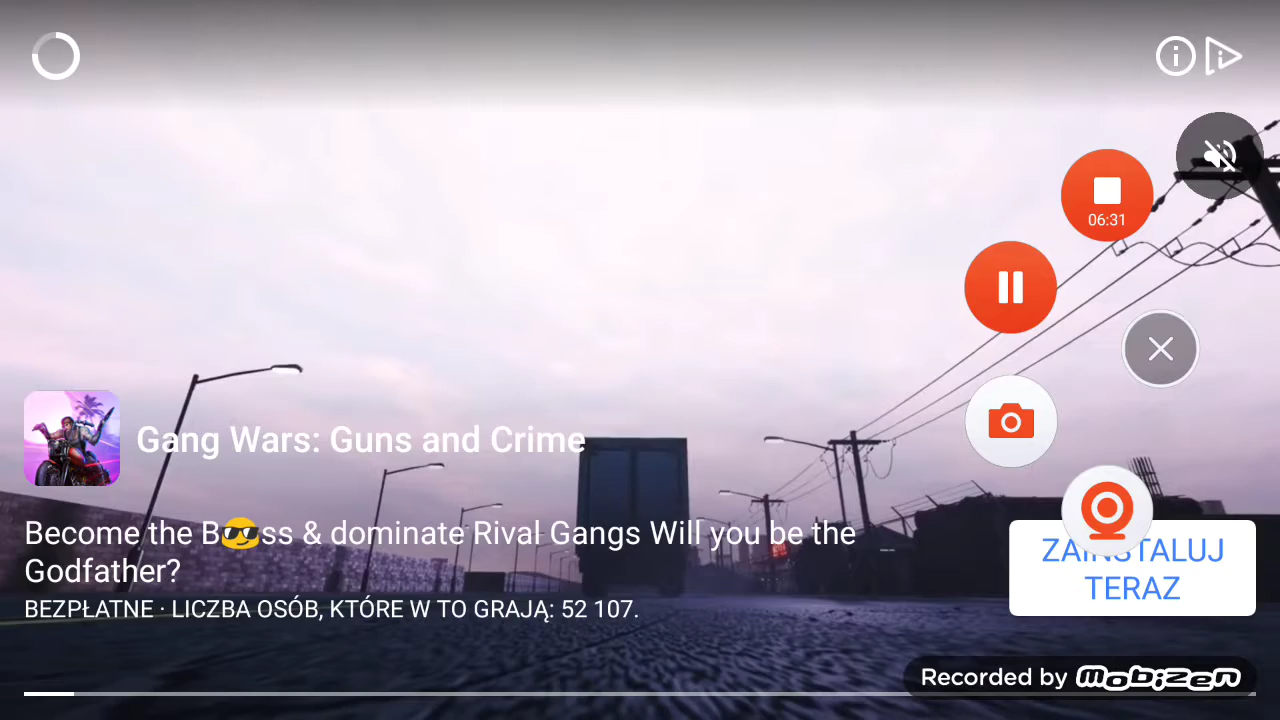 06:31
Gang Wars: Guns and Crime
Become the B😎ss & dominate Rival Gangs Will you be the
Godfather?
BEZPŁATNE · LICZBA OSÓB, KTÓRE W TO GRAJĄ: 52 107.
ZAINSTALUJ
TERAZ
Recorded by mobizen